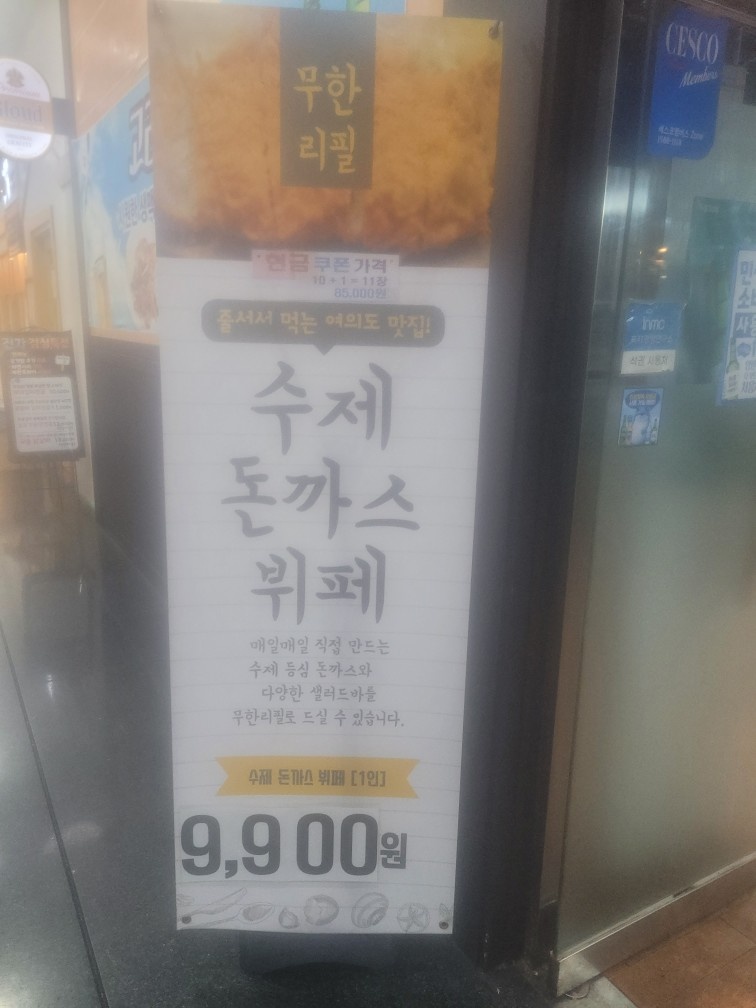 무한
리필
현금 쿠폰 가격
10 + 1 = 11장
85,000원
줄서서 먹는 여의도 맛집!
수제
돈까스
뷔페
매일매일 직접 만드는
수제 등심 돈까스와
다양한 샐러드바를
무한리필로 드실 수 있습니다.
수제 돈까스 뷔페 [1인]
9,900원
CESCO
Members